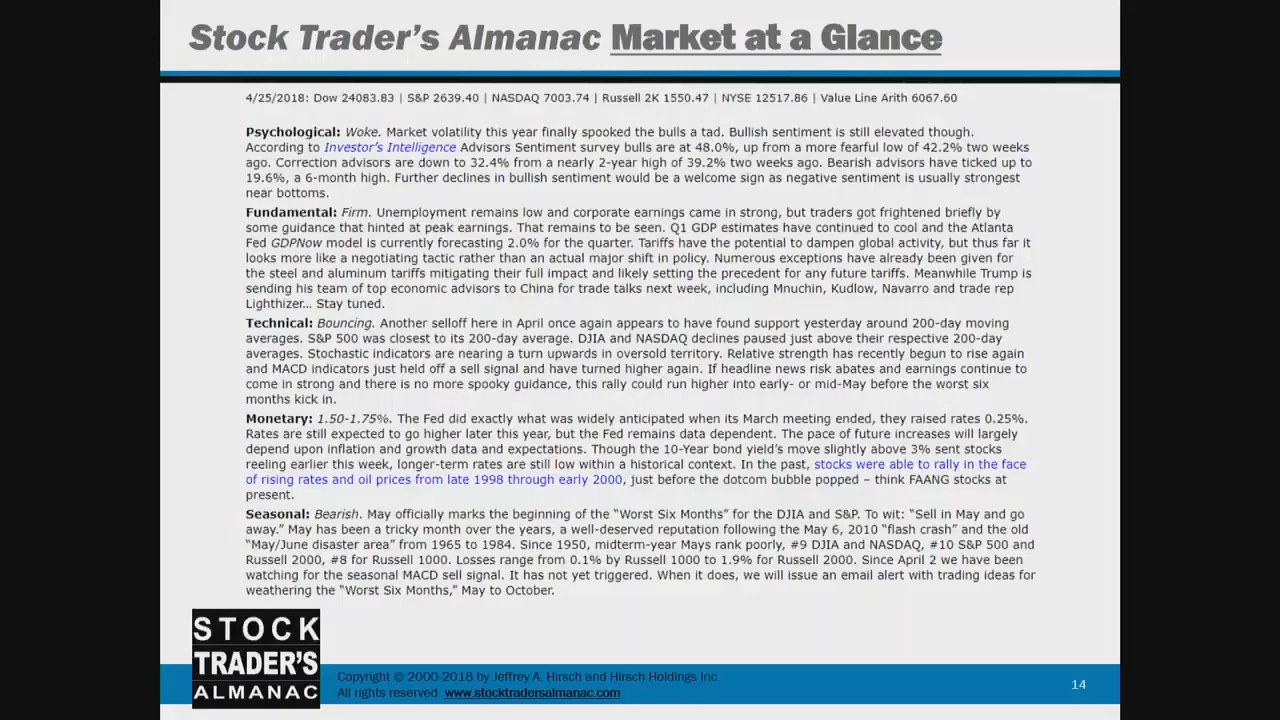 Stock Trader's Almanac Market at a Glance
4/25/2018: Dow 24083.83 | S&P 2639.40 | NASDAQ 7003.74 | Russell 2K 1550.47 | NYSE 12517.86 | Value Line Arith 6067.60
Psychological: Woke. Market volatility this year finally spooked the bulls a tad. Bullish sentiment is still elevated though.
According to Investor's Intelligence Advisors Sentiment survey bulls are at 48.0%, up from a more fearful low of 42.2% two weeks
ago. Correction advisors are down to 32.4% from a nearly 2-year high of 39.2% two weeks ago. Bearish advisors have ticked up to
19.6%, a 6-month high. Further declines in bullish sentiment would be a welcome sign as negative sentiment is usually strongest
near bottoms.
Fundamental: Firm. Unemployment remains low and corporate earnings came in strong, but traders got frightened briefly by
some guidance that hinted at peak earnings. That remains to be seen. Q1 GDP estimates have continued to cool and the Atlanta
Fed GDPNow model is currently forecasting 2.0% for the quarter. Tariffs have the potential to dampen global activity, but thus far it
looks more like a negotiating tactic rather than an actual major shift in policy. Numerous exceptions have already been given for
the steel and aluminum tariffs mitigating their full impact and likely setting the precedent for any future tariffs. Meanwhile Trump is
sending his team of top economic advisors to China for trade talks next week, including Mnuchin, Kudlow, Navarro and trade rep
Lighthizer... Stay tuned.
Technical: Bouncing. Another selloff here in April once again appears to have found support yesterday around 200-day moving
averages. S&P 500 was closest to its 200-day average. DJIA and NASDAQ declines paused just above their respective 200-day
averages. Stochastic indicators are nearing a turn upwards in oversold territory. Relative strength has recently begun to rise again
and MACD indicators just held off a sell signal and have turned higher again. If headline news risk abates and earnings continue to
come in strong and there is no more spooky guidance, this rally could run higher into early- or mid-May before the worst six
months kick in.
Monetary: 1.50-1.75%. The Fed did exactly what was widely anticipated when its March meeting ended, they raised rates 0.25%.
Rates are still expected to go higher later this year, but the Fed remains data dependent. The pace of future increases will largely
depend upon inflation and growth data and expectations. Though the 10-Year bond yield's move slightly above 3% sent stocks
reeling earlier this week, longer-term rates are still low within a historical context. In the past, stocks were able to rally in the face
of rising rates and oil prices from late 1998 through early 2000, just before the dotcom bubble popped – think FAANG stocks at
present.
Seasonal: Bearish. May officially marks the beginning of the "Worst Six Months" for the DJIA and S&P. To wit: "Sell in May and go
away." May has been a tricky month over the years, a well-deserved reputation following the May 6, 2010 "flash crash" and the old
"May/June disaster area" from 1965 to 1984. Since 1950, midterm-year Mays rank poorly, #9 DJIA and NASDAQ, #10 S&P 500 and
Russell 2000, #8 for Russell 1000. Losses range from 0.1% by Russell 1000 to 1.9% for Russell 2000. Since April 2 we have been
watching for the seasonal MACD sell signal. It has not yet triggered. When it does, we will issue an email alert with trading ideas for
weathering the "Worst Six Months," May to October.
STOCK
TRADER'S
ALMANAC
Copyright © 2000-2018 by Jeffrey A. Hirsch and Hirsch Holdings Inc
All rights reserved. www.stocktradersalmanac.com
14